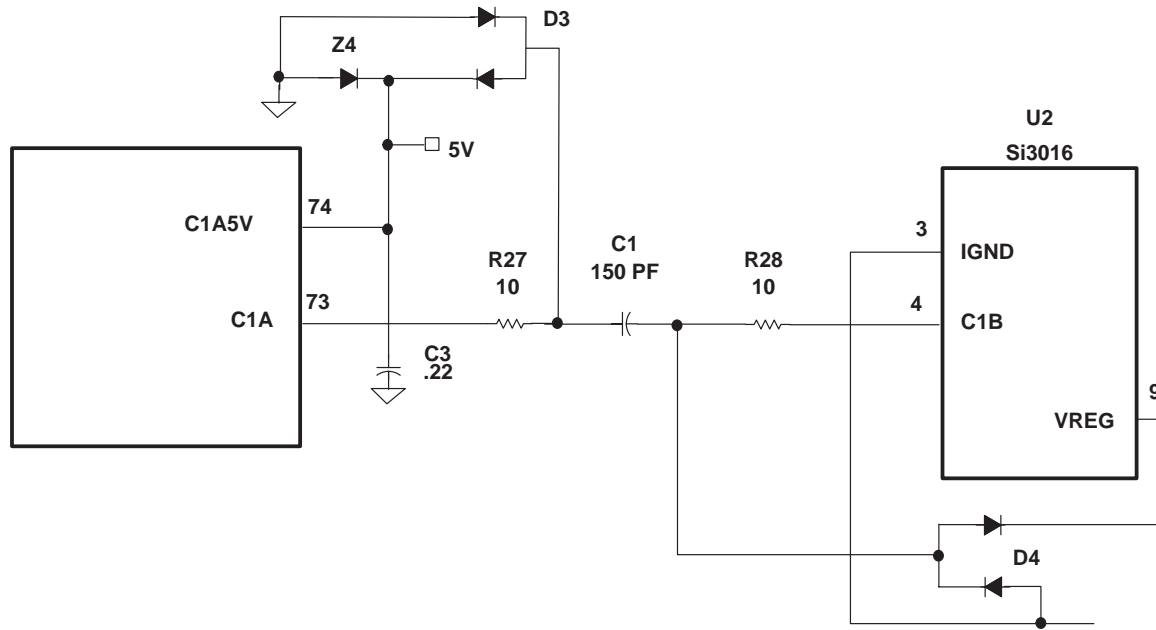 D3
Z4
5V
U2
Si3016
C1A5V
74
3
IGND
R27
10
C1
150 PF
R28
10
C1A
73
4
C1B
C3
.22
9
VREG
D4